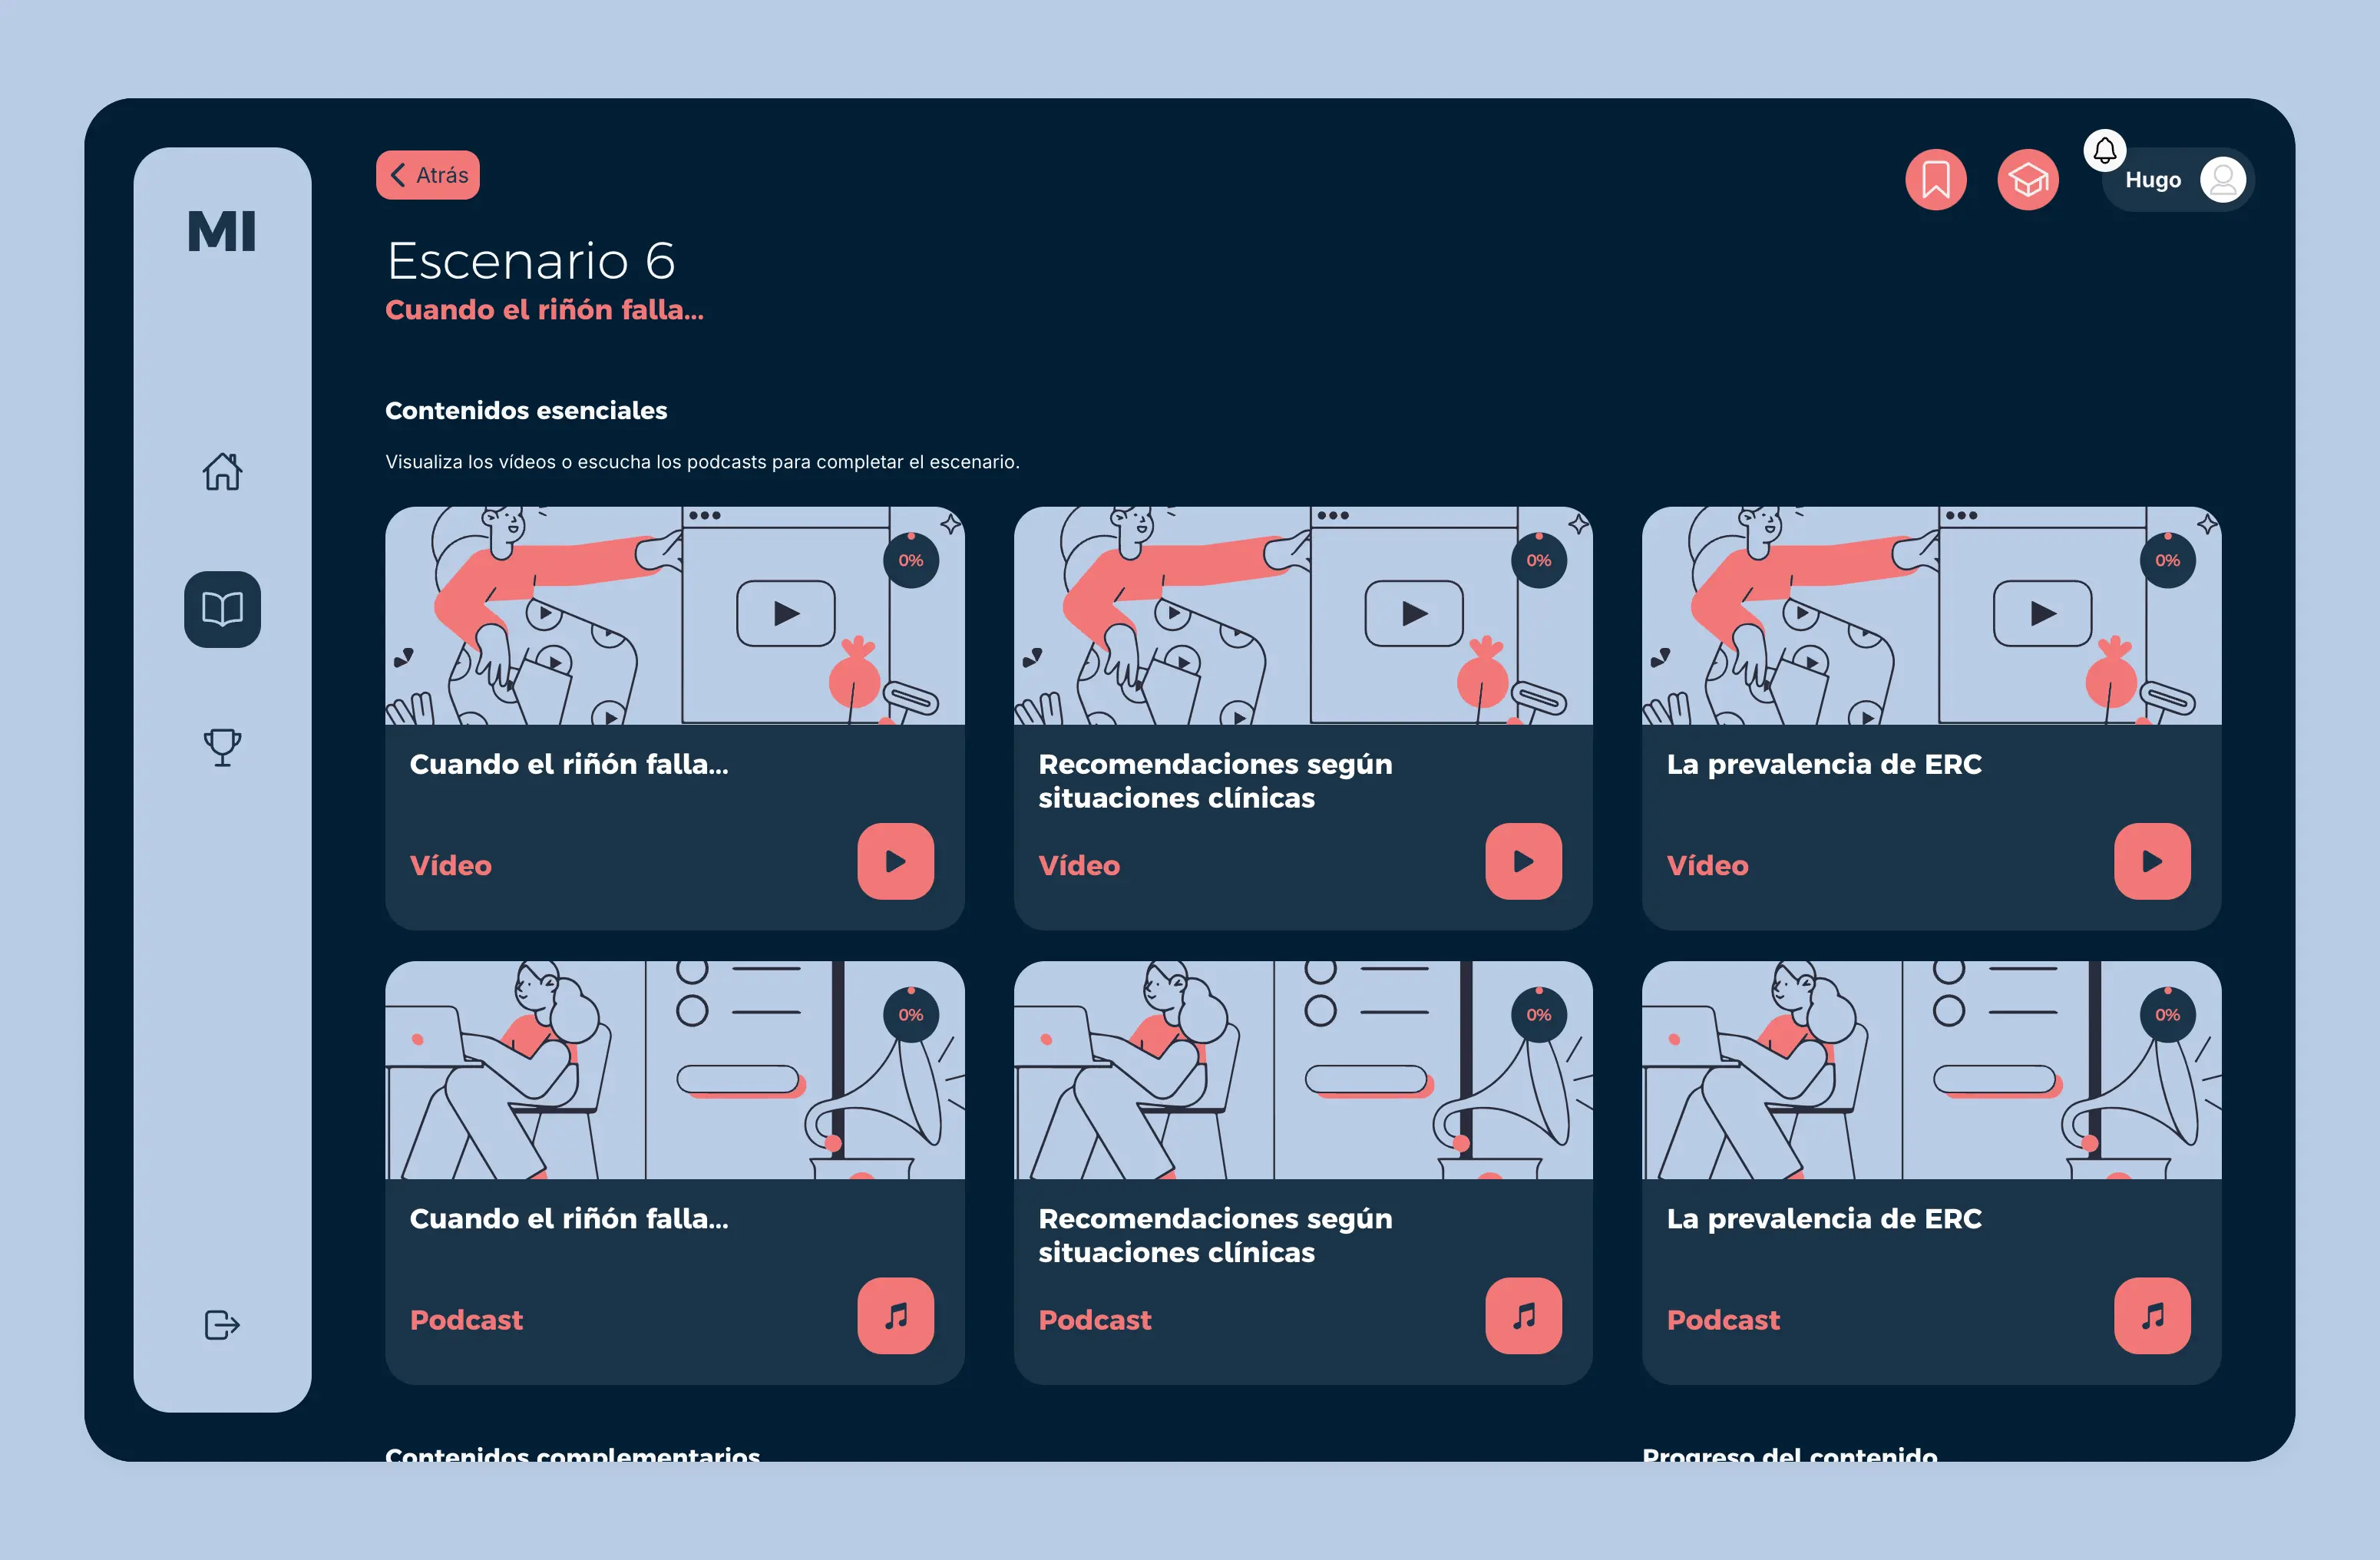 MI
Atrás
Hugo
Escenario 6
Cuando el riñón falla...
Contenidos esenciales
Visualiza los vídeos o escucha los podcasts para completar el escenario.
0%
0%
0%
Cuando el riñón falla...
Vídeo
Recomendaciones según
situaciones clínicas
Vídeo
La prevalencia de ERC
Vídeo
0%
0%
0%
Cuando el riñón falla...
Podcast
Recomendaciones según
situaciones clínicas
Podcast
La prevalencia de ERC
Podcast
Contenidos complementarios
Progreso del contenido